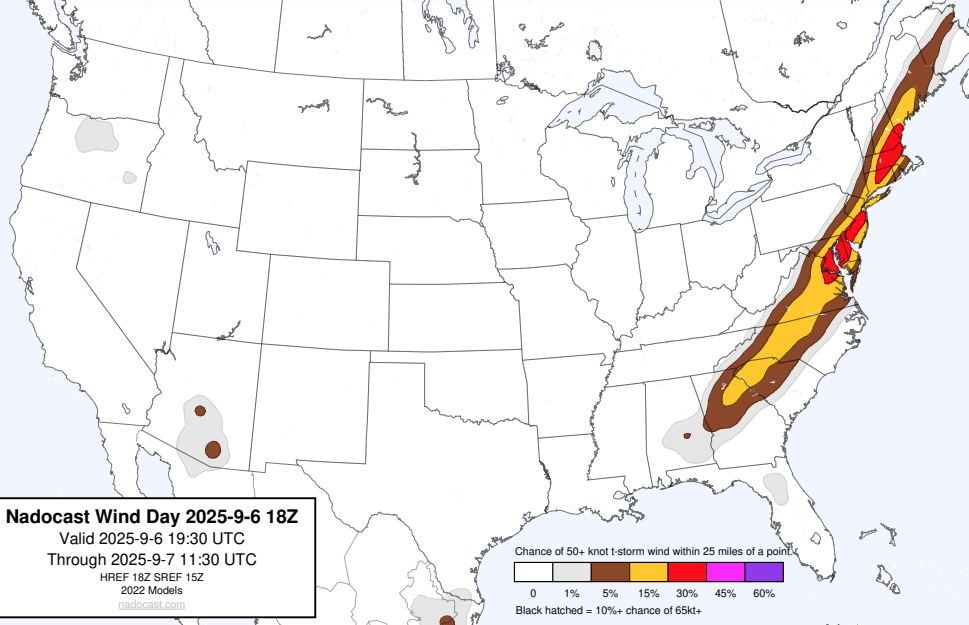 Nadocast Wind Day 2025-9-6 18Z
Valid 2025-9-6 19:30 UTC
Through 2025-9-7 11:30 UTC
HREF 18Z SREF 15Z
2022 Models
nadocast.com
Chance of 50+ knot t-storm wind within 25 miles of a point.
0 1% 5% 15% 30% 45% 60%
Black hatched = 10%+ chance of 65kt+